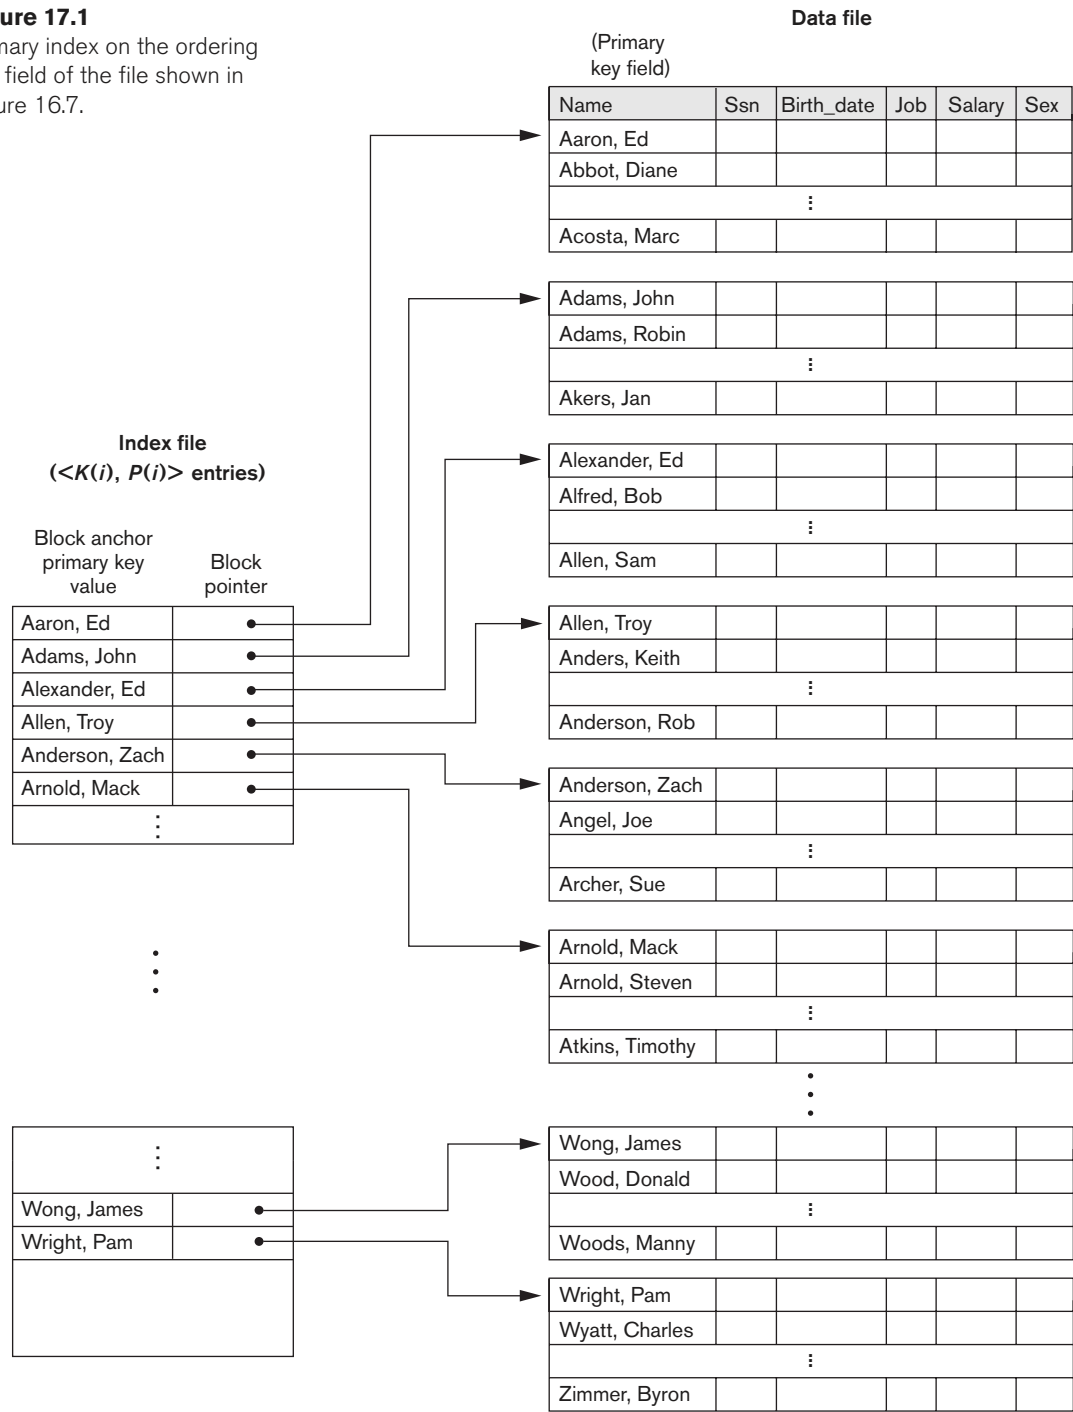 ure 17.1
mary index on the ordering
field of the file shown in
ure 16.7.
Data file
(Primary
key field)
Name Ssn Birth_date Job Salary Sex
Aaron, Ed
Abbot, Diane
⋮
Acosta, Marc
Adams, John
Adams, Robin
⋮
Akers, Jan
Alexander, Ed
Alfred, Bob
⋮
Allen, Sam
Allen, Troy
Anders, Keith
⋮
Anderson, Rob
Anderson, Zach
Angel, Joe
⋮
Archer, Sue
Arnold, Mack
Arnold, Steven
⋮
Atkins, Timothy
⋮
Wong, James
Wood, Donald
⋮
Woods, Manny
Wright, Pam
Wyatt, Charles
⋮
Zimmer, Byron
Index file
(<K(i), P(i)> entries)
Block anchor
primary key
value
Block
pointer
Aaron, Ed
Adams, John
Alexander, Ed
Allen, Troy
Anderson, Zach
Arnold, Mack
⋮
⋮
⋮
Wong, James
Wright, Pam